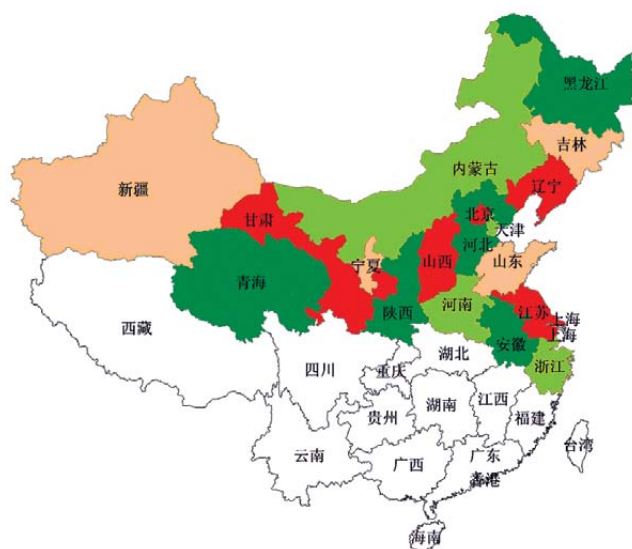 黑龙江
吉林
内蒙古
辽宁
新疆
北京
甘肃
天津
河北
宁夏
山西
山东
青海
河南
江苏
陕西
上海
上海
西藏
安徽
湖北
浙江
四川
重庆
江西
湖南
贵州
福建
台湾
云南
广西
广东
香港
海南